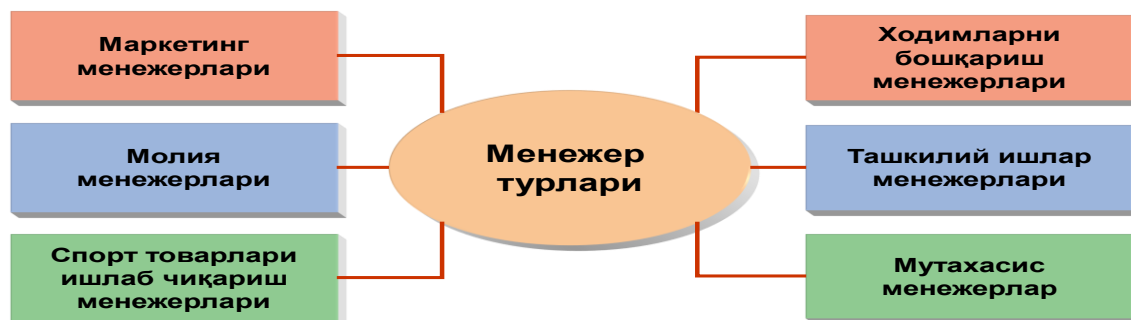 Маркетинг
менежерлари
Молия
менежерлари
Спорт товарлари
ишлаб чиқариш
менежерлари
Менежер
турлари
Ходимларни
бошқариш
менежерлари
Ташкилий ишлар
менежерлари
Мутахасис
менежерлар